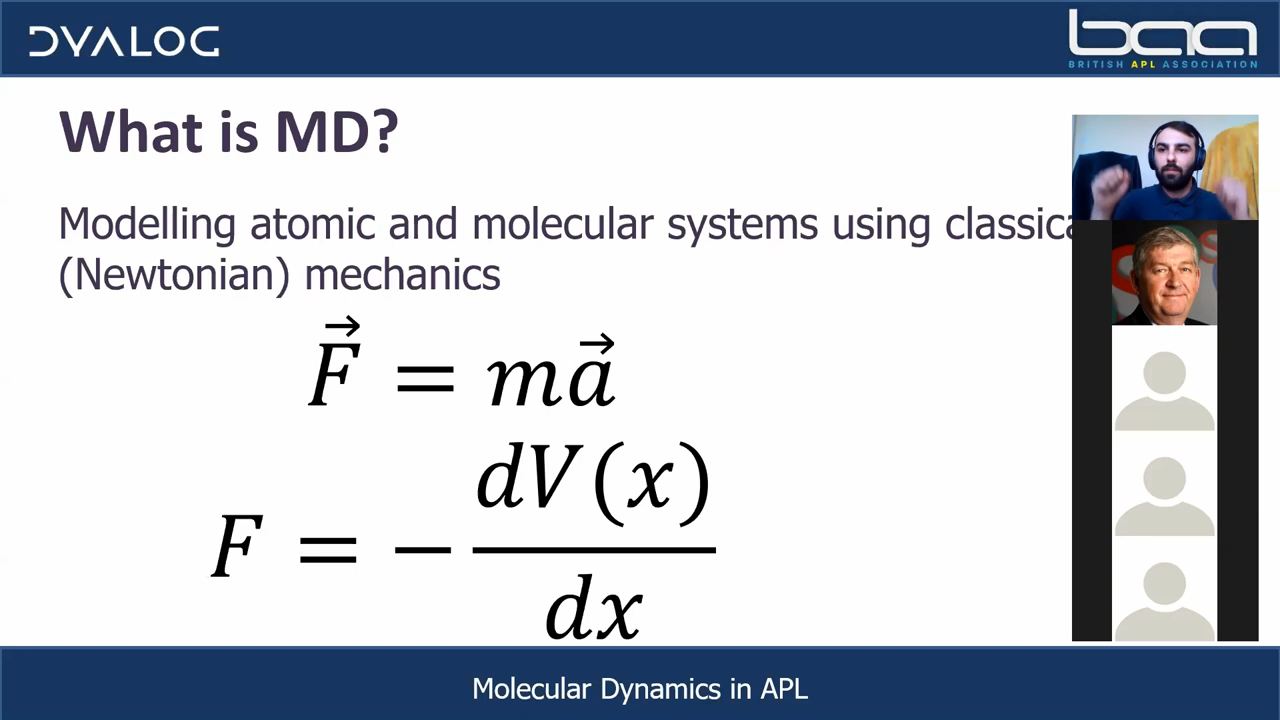 DYALOG
baa
BRITISH APL ASSOCIATION
What is MD?
Modelling atomic and molecular systems using classica
(Newtonian) mechanics
F⃗ = ma⃗
F = − dV(x)
dx
Molecular Dynamics in APL